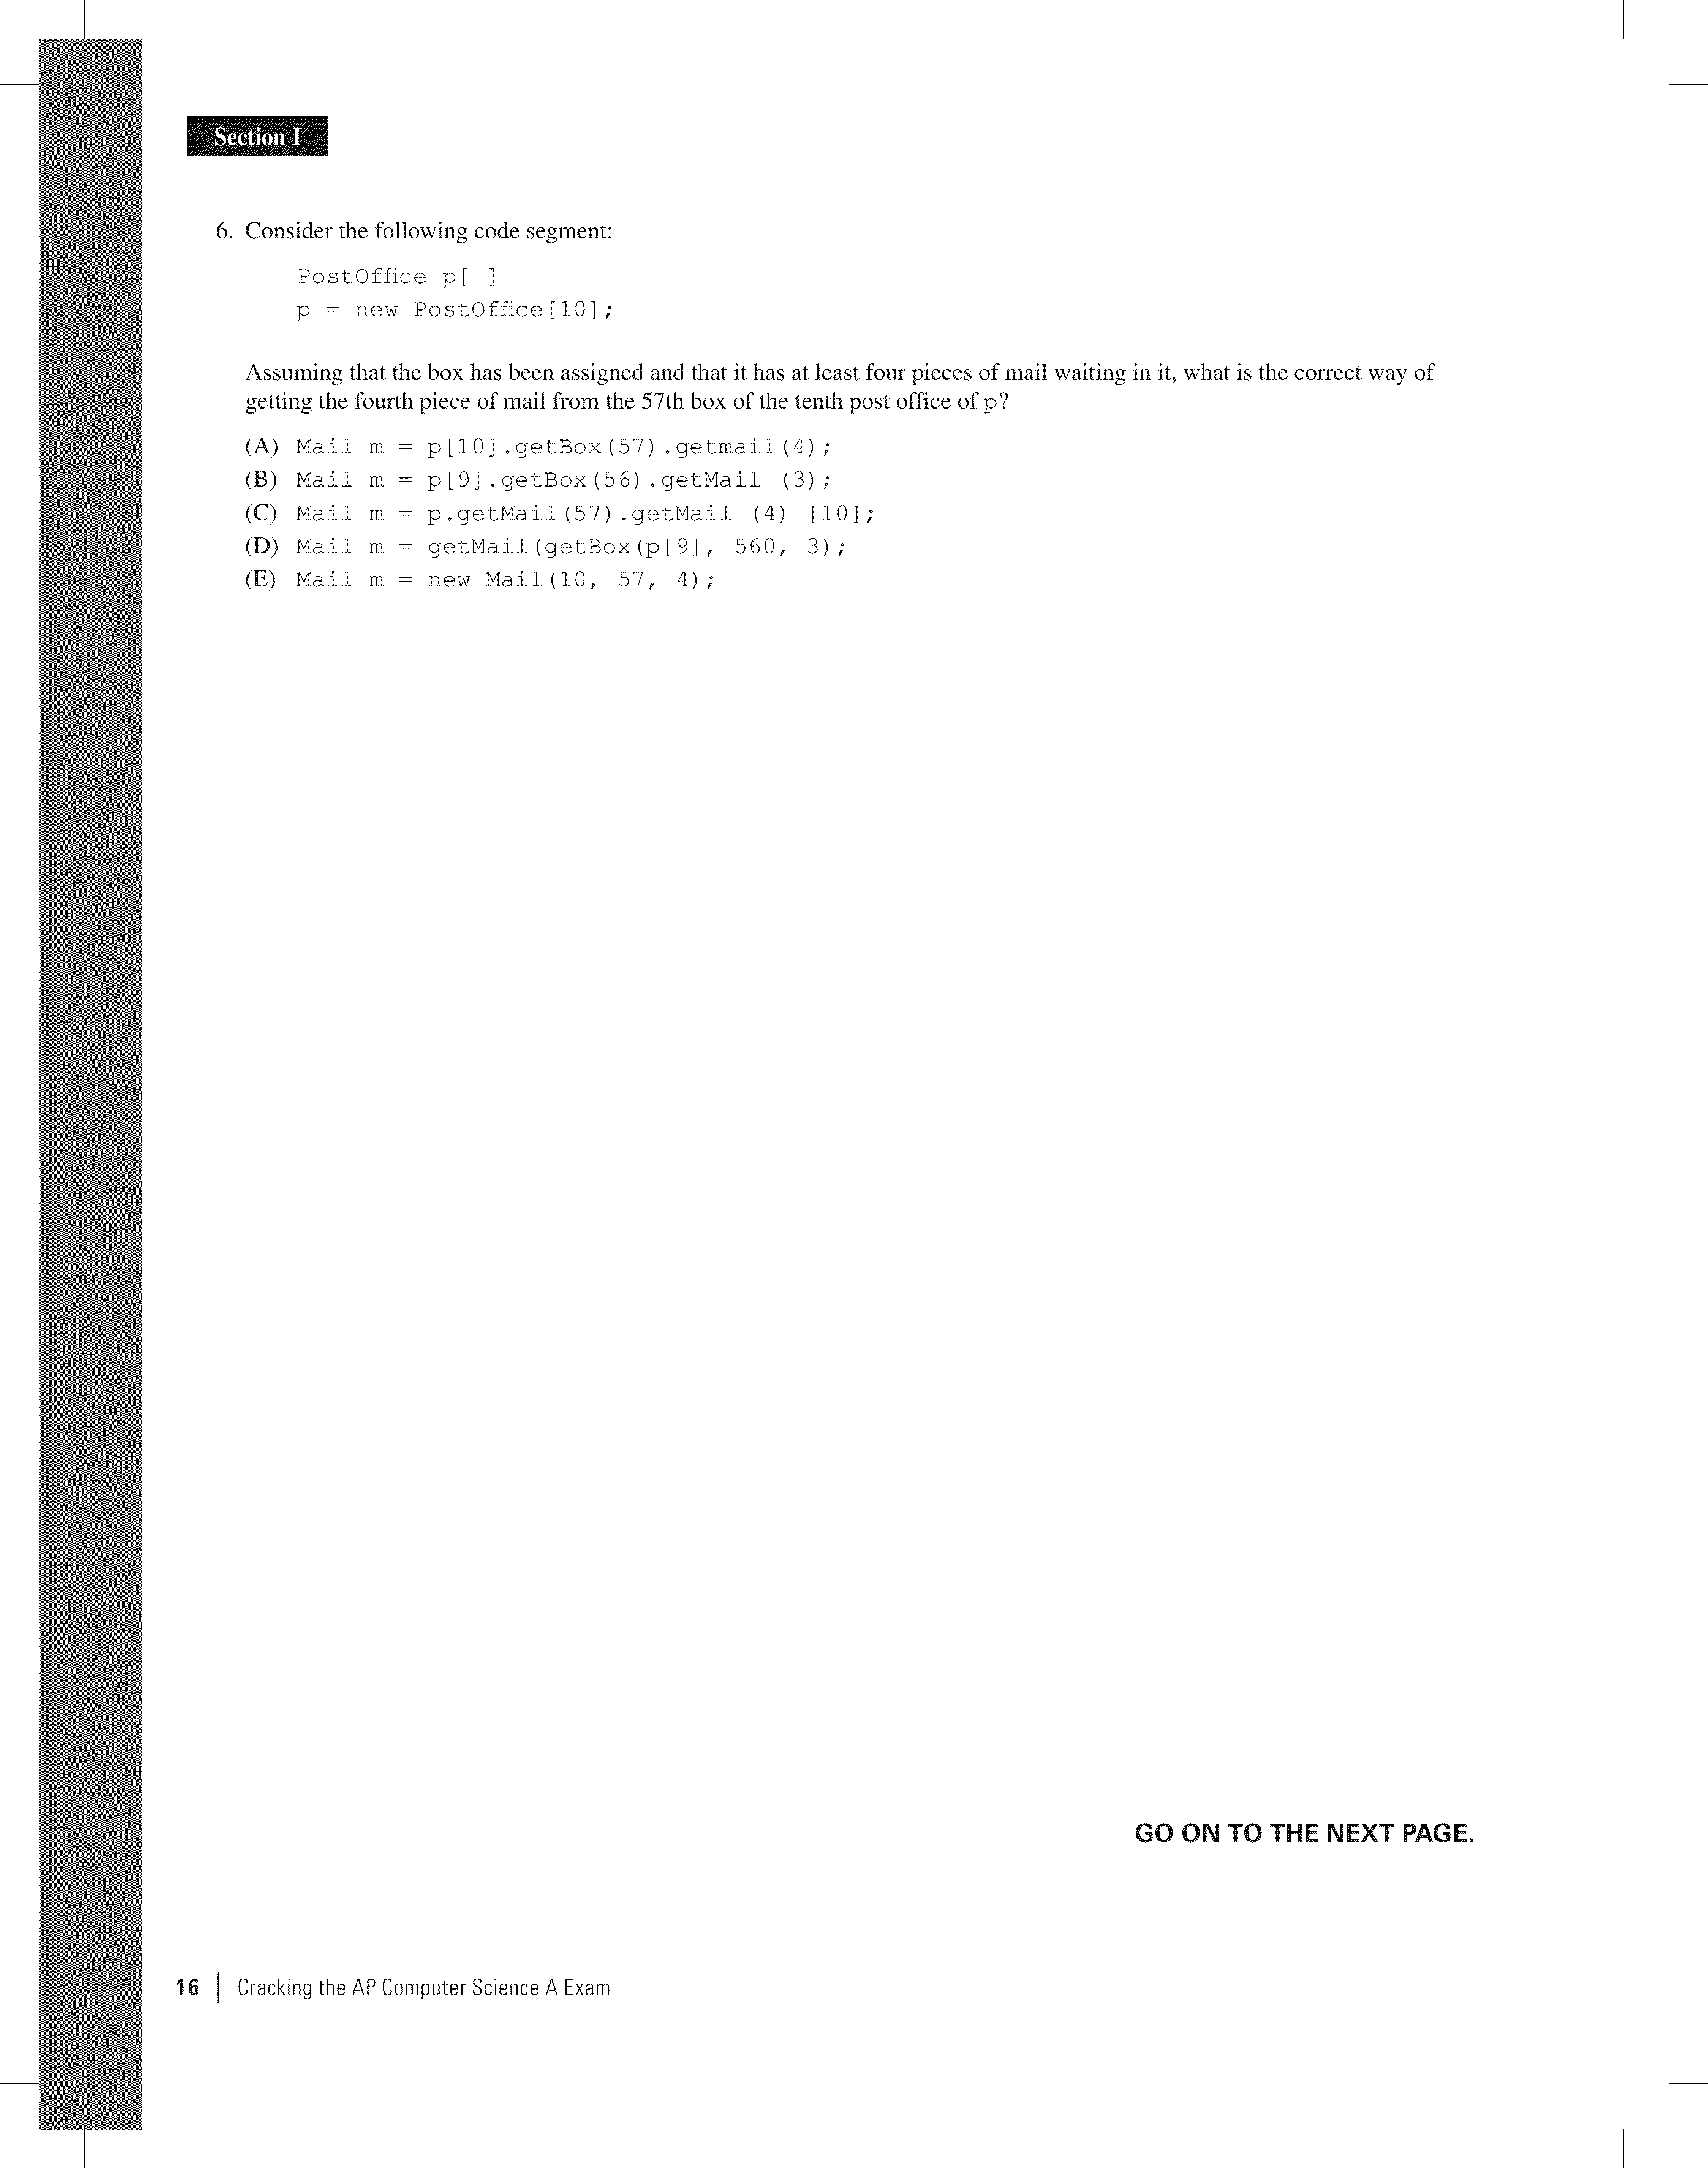 Section I
6. Consider the following code segment:
PostOffice p[ ]
p = new PostOffice[10];
Assuming that the box has been assigned and that it has at least four pieces of mail waiting in it, what is the correct way of
getting the fourth piece of mail from the 57th box of the tenth post office of p?
(A) Mail m = p[10].getBox(57).getmail(4);
(B) Mail m = p[9].getBox(56).getMail (3);
(C) Mail m = p.getMail(57).getMail (4) [10];
(D) Mail m = getMail(getBox(p[9], 560, 3);
(E) Mail m = new Mail(10, 57, 4);
GO ON TO THE NEXT PAGE.
16 | Cracking the AP Computer Science A Exam